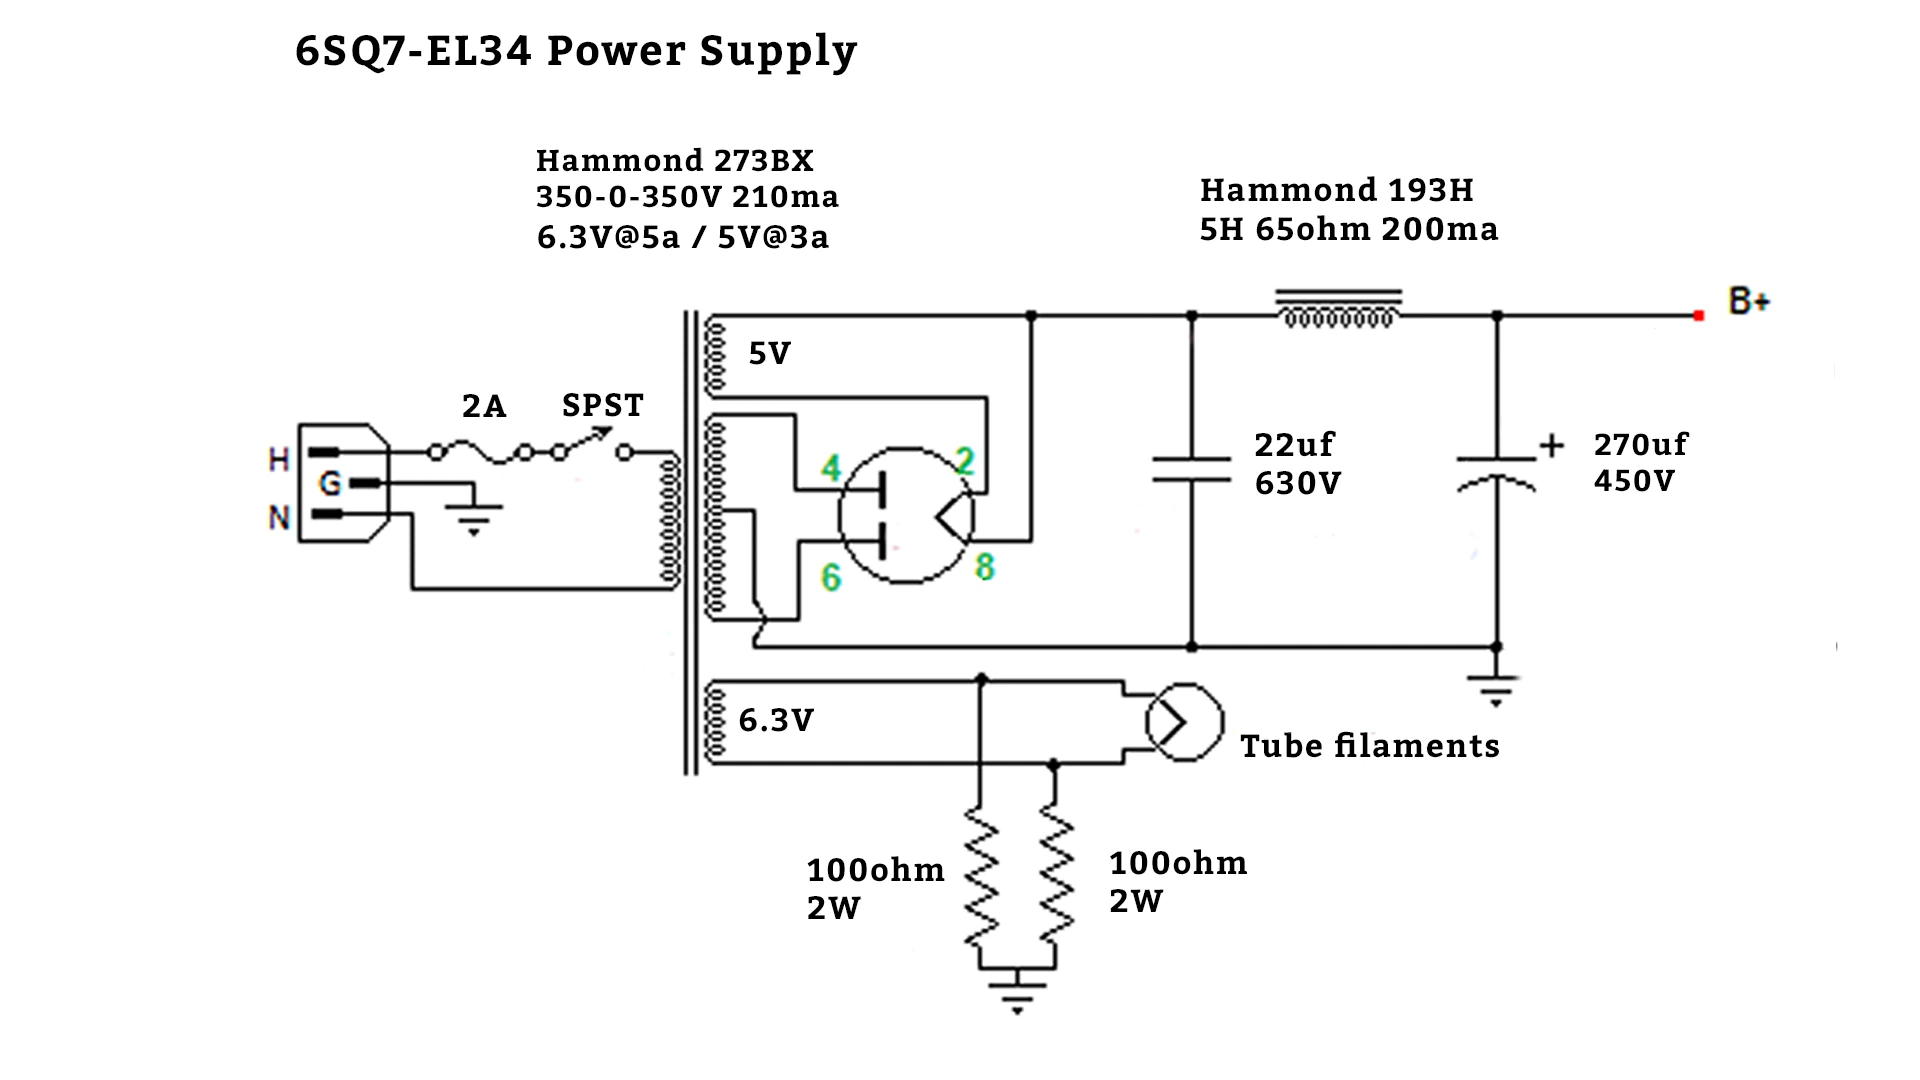 6SQ7-EL34 Power Supply
Hammond 273BX
350-0-350V 210ma
6.3V@5a / 5V@3a
Hammond 193H
5H 65ohm 200ma
B+
5V
2A
SPST
H
G
N
4
2
6
8
22uf
630V
+
270uf
450V
6.3V
Tube filaments
100ohm
2W
100ohm
2W